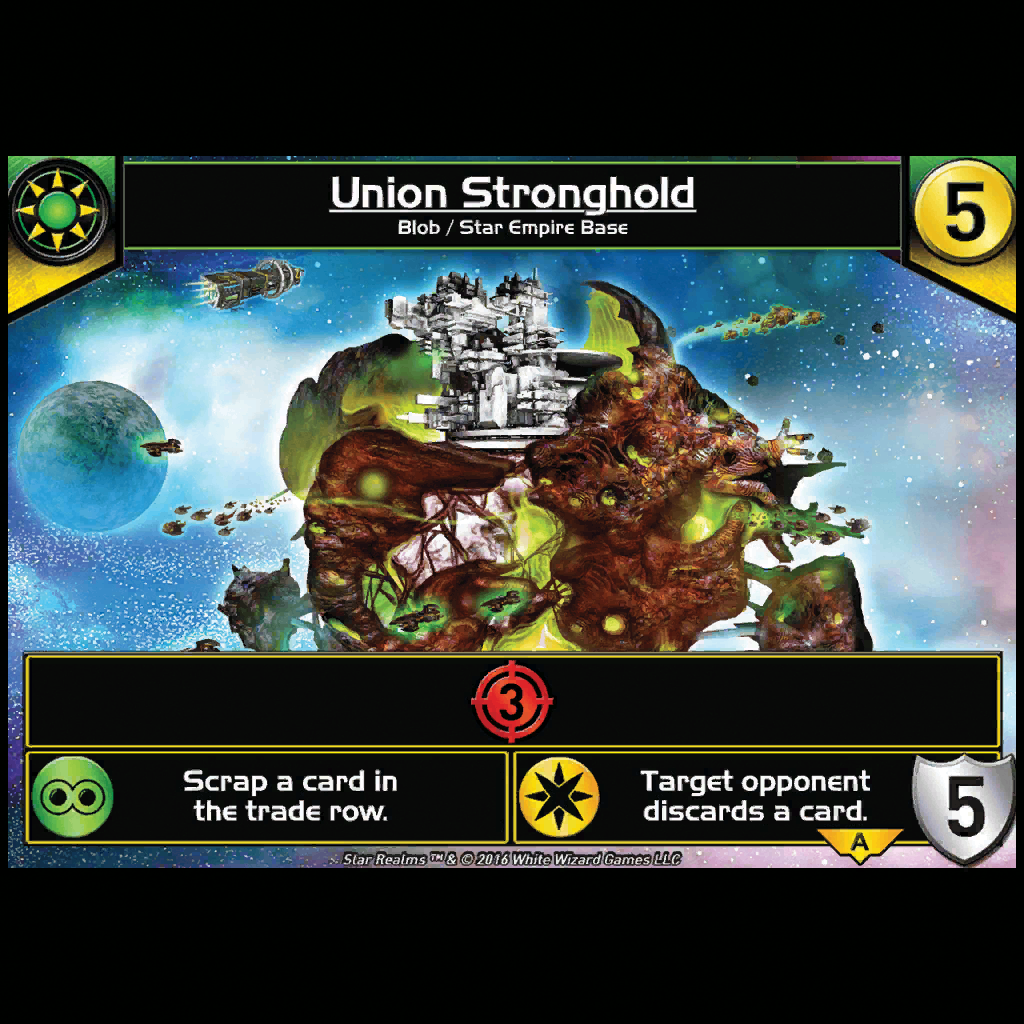 Union Stronghold
5
Blob / Star Empire Base
3
Scrap a card in
the trade row.
Target opponent
discards a card.
5
A
Star Realms ™ & © 2016 White Wizard Games LLC